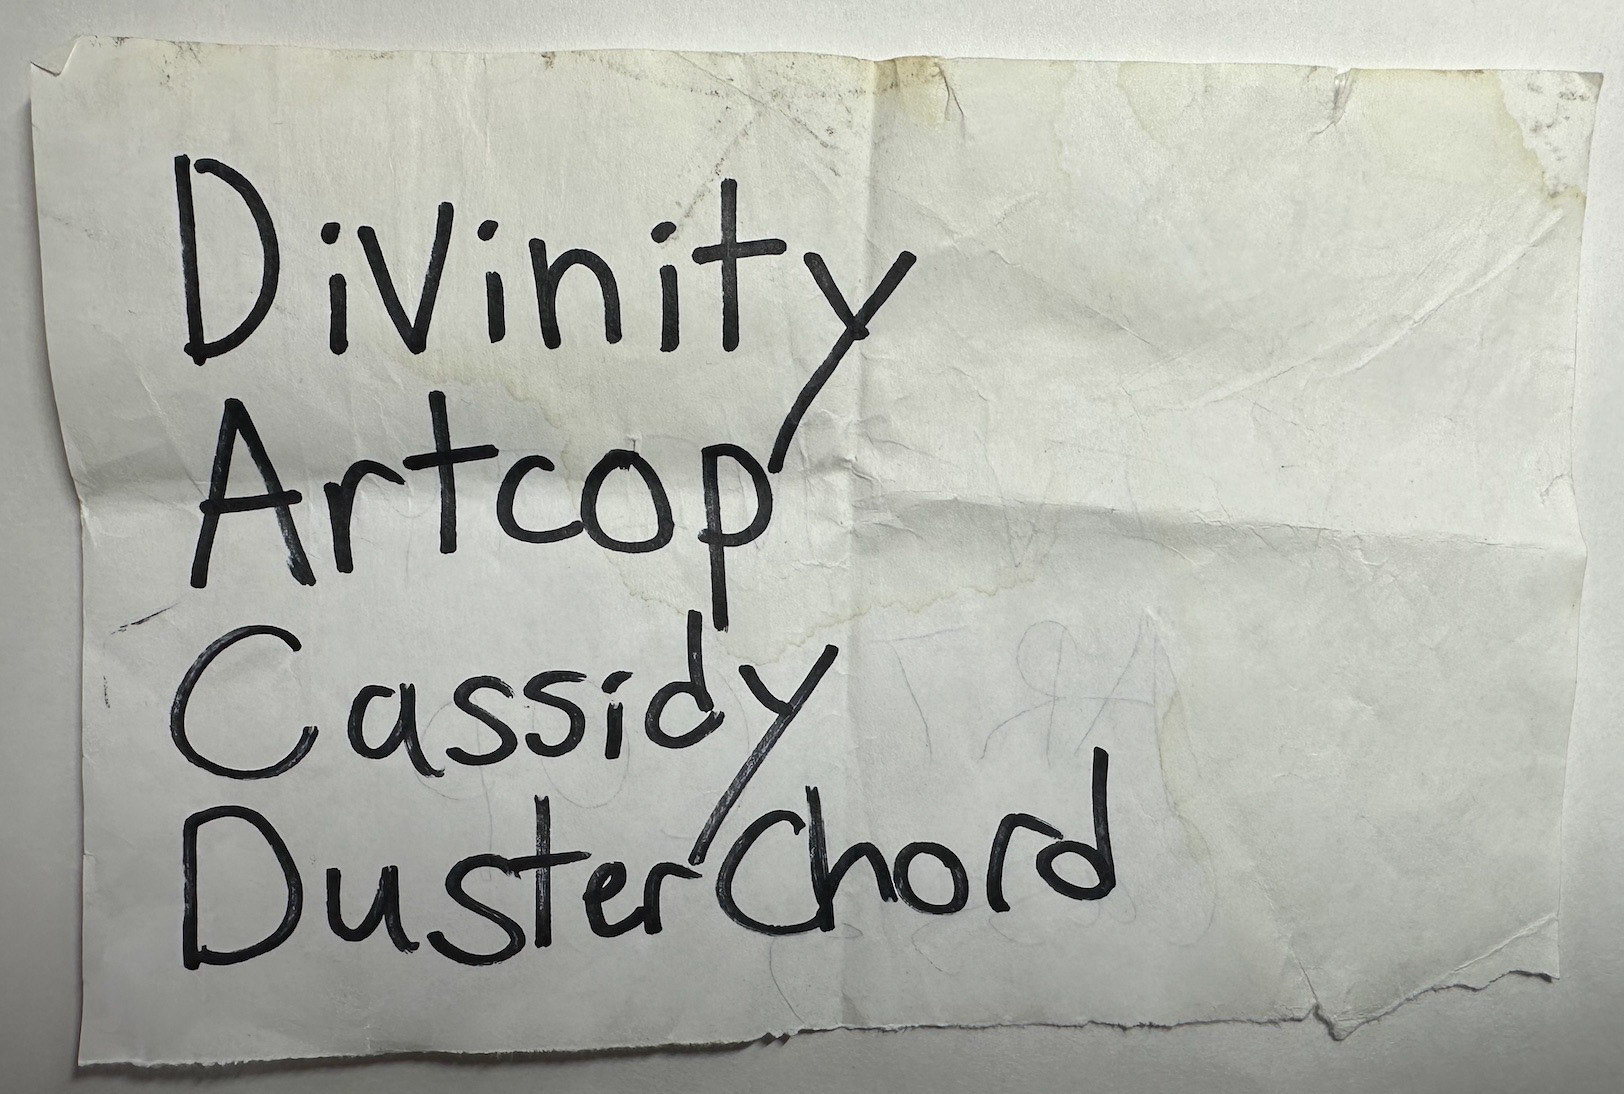 Divinity
Artcop
Cassidy
DusterChord